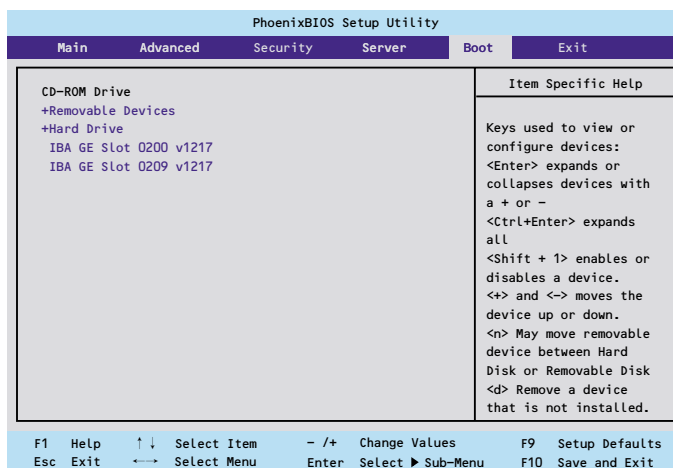 PhoenixBIOS Setup Utility
Main Advanced Security Server Boot Exit
CD-ROM Drive
+Removable Devices
+Hard Drive
IBA GE Slot 0200 v1217
IBA GE Slot 0209 v1217
Item Specific Help
Keys used to view or
configure devices:
<Enter> expands or
collapses devices with
a + or –
<Ctrl+Enter> expands
all
<Shift + 1> enables or
disables a device.
<+> and <–> moves the
device up or down.
<n> May move removable
device between Hard
Disk or Removable Disk
<d> Remove a device
that is not installed.
F1 Help ↑↓ Select Item – /+ Change Values F9 Setup Defaults
Esc Exit ←→ Select Menu Enter Select ▶ Sub-Menu F10 Save and Exit